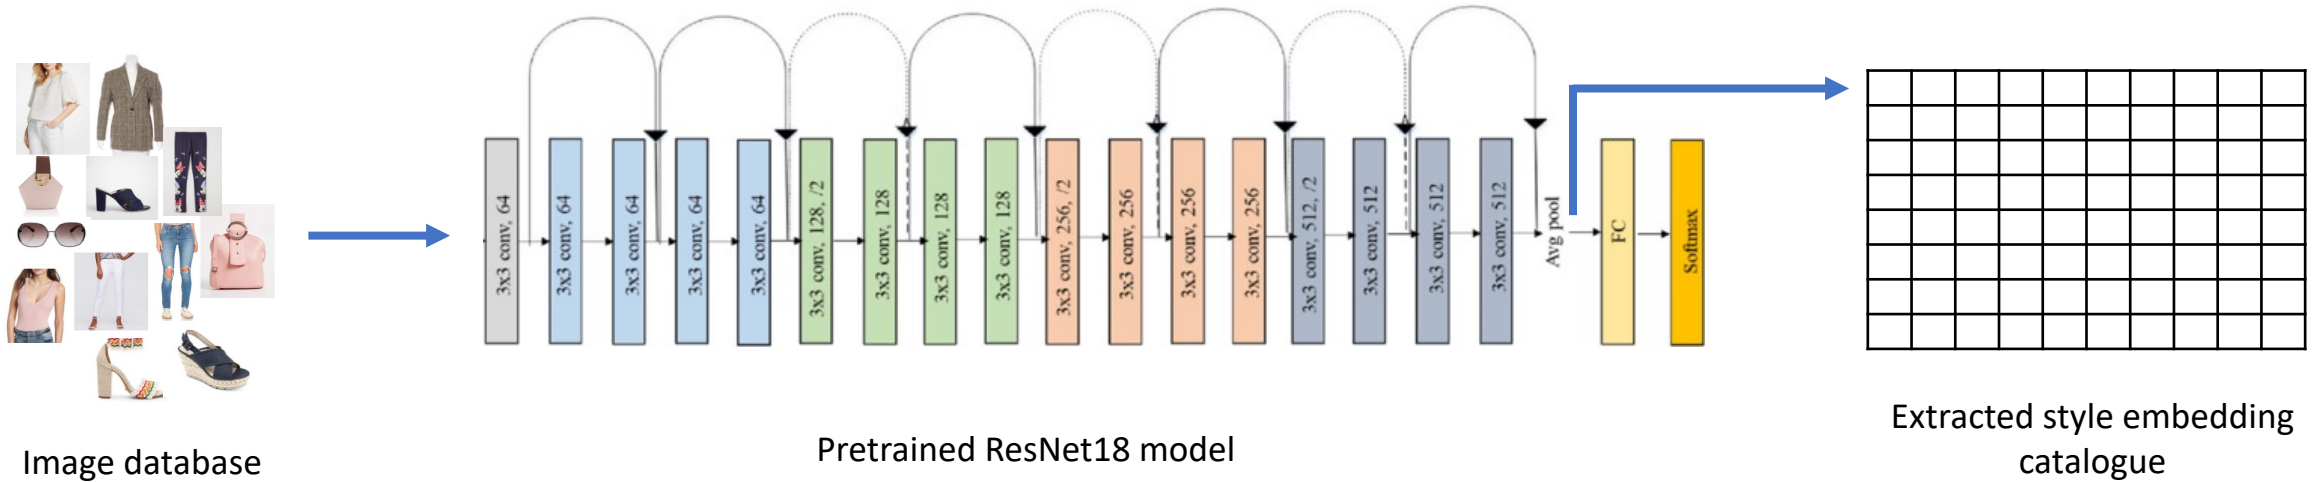 3x3 conv, 64
3x3 conv, 64
3x3 conv, 64
3x3 conv, 64
3x3 conv, 64
3x3 conv, 128, /2
3x3 conv, 128
3x3 conv, 128
3x3 conv, 128
3x3 conv, 256, /2
3x3 conv, 256
3x3 conv, 256
3x3 conv, 256
3x3 conv, 512, /2
3x3 conv, 512
3x3 conv, 512
3x3 conv, 512
Avg pool
FC
Softmax
Image database
Pretrained ResNet18 model
Extracted style embedding
catalogue